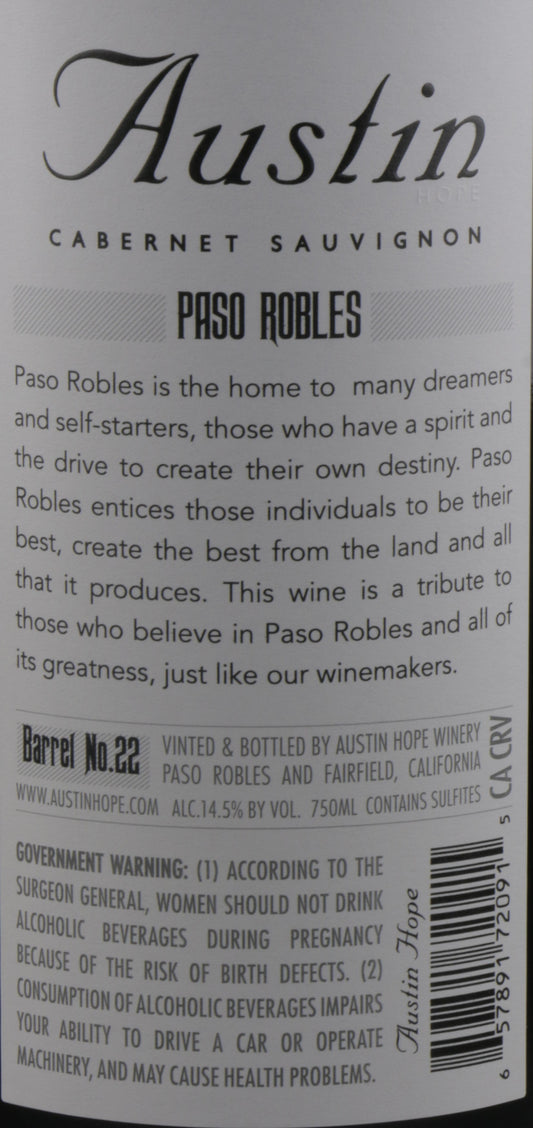 Austin
HOPE
CABERNET SAUVIGNON
PASO ROBLES
Paso Robles is the home to many dreamers
and self-starters, those who have a spirit and
the drive to create their own destiny. Paso
Robles entices those individuals to be their
best, create the best from the land and all
that it produces. This wine is a tribute to
those who believe in Paso Robles and all of
its greatness, just like our winemakers.
Barrel No.22
VINTED & BOTTLED BY AUSTIN HOPE WINERY
PASO ROBLES AND FAIRFIELD, CALIFORNIA
CA CRV
WWW.AUSTINHOPE.COM ALC.14.5% BY VOL. 750ML CONTAINS SULFITES
GOVERNMENT WARNING: (1) ACCORDING TO THE
SURGEON GENERAL, WOMEN SHOULD NOT DRINK
ALCOHOLIC BEVERAGES DURING PREGNANCY
BECAUSE OF THE RISK OF BIRTH DEFECTS. (2)
CONSUMPTION OF ALCOHOLIC BEVERAGES IMPAIRS
YOUR ABILITY TO DRIVE A CAR OR OPERATE
MACHINERY, AND MAY CAUSE HEALTH PROBLEMS.
Austin Hope
6 57891 72091 5